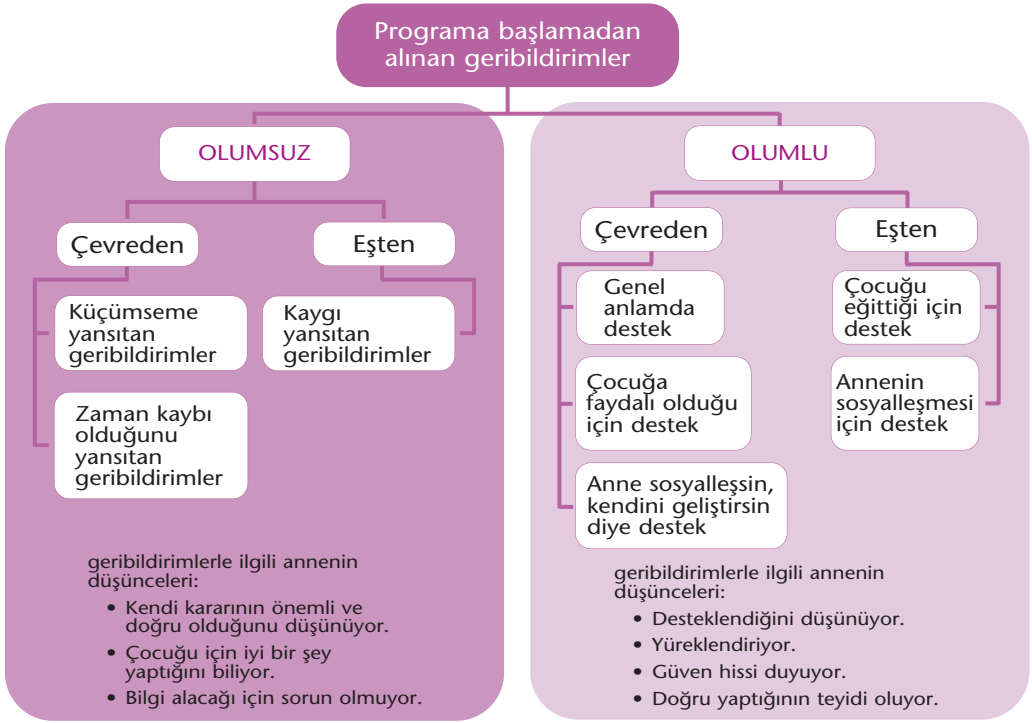 Programa başlamadan
alınan geribildirimler
OLUMSUZ
Çevreden
Eşten
Küçümseme
yansıtan
geribildirimler
Kaygı
yansıtan
geribildirimler
Zaman kaybı
olduğunu
yansıtan
geribildirimler
geribildirimlerle ilgili annenin
düşünceleri:
• Kendi kararının önemli ve
doğru olduğunu düşünüyor.
• Çocuğu için iyi bir şey
yaptığını biliyor.
• Bilgi alacağı için sorun olmuyor.
OLUMLU
Çevreden
Eşten
Genel
anlamda
destek
Çocuğu
eğittiği için
destek
Çocuğa
faydalı olduğu
için destek
Annenin
sosyalleşmesi
için destek
Anne sosyalleşsin,
kendini geliştirsin
diye destek
geribildirimlerle ilgili annenin
düşünceleri:
• Desteklendiğini düşünüyor.
• Yüreklendiriyor.
• Güven hissi duyuyor.
• Doğru yaptığının teyidi oluyor.